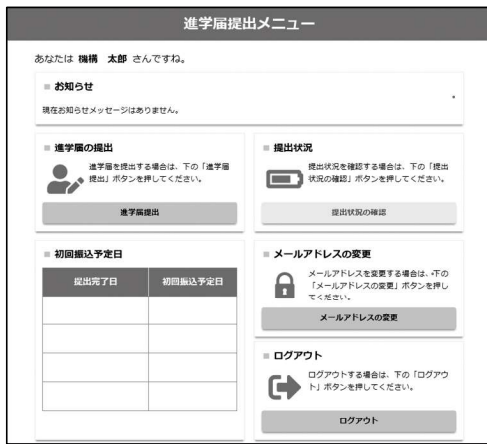 進学届提出メニュー
あなたは 機構 太郎 さんですね。
お知らせ
現在お知らせメッセージはありません。
進学届の提出
進学届を提出する場合は、下の「進学届
提出」ボタンを押してください。
進学届提出
提出状況
提出状況を確認する場合は、下の「提出
状況の確認」ボタンを押してください。
提出状況の確認
初回振込予定日
提出完了日 初回振込予定日
メールアドレスの変更
メールアドレスを変更する場合は、下の
「メールアドレスの変更」ボタンを押し
てください。
メールアドレスの変更
ログアウト
ログアウトする場合は、下の「ログアウ
ト」ボタンを押してください。
ログアウト